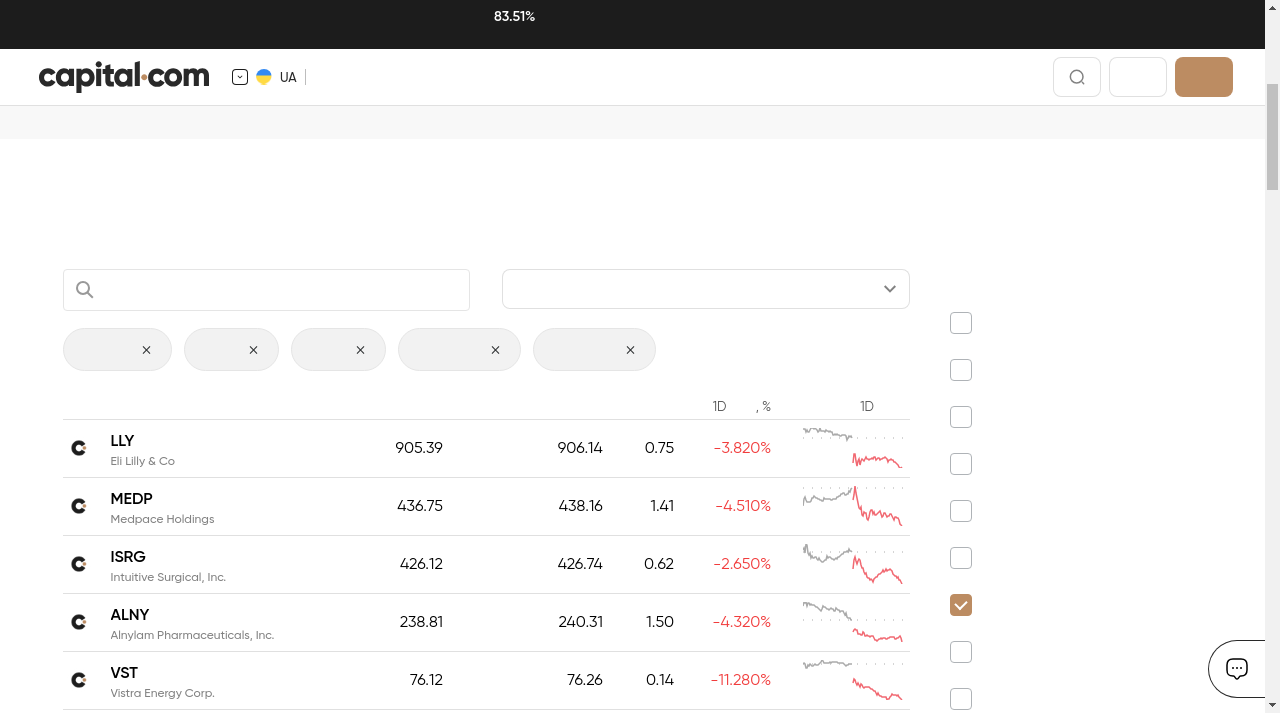 83.51%
capital.com
UA
1D , % 1D
LLY
Eli Lilly & Co
905.39 906.14 0.75 -3.820%
MEDP
Medpace Holdings
436.75 438.16 1.41 -4.510%
ISRG
Intuitive Surgical, Inc.
426.12 426.74 0.62 -2.650%
ALNY
Alnylam Pharmaceuticals, Inc.
238.81 240.31 1.50 -4.320%
VST
Vistra Energy Corp.
76.12 76.26 0.14 -11.280%